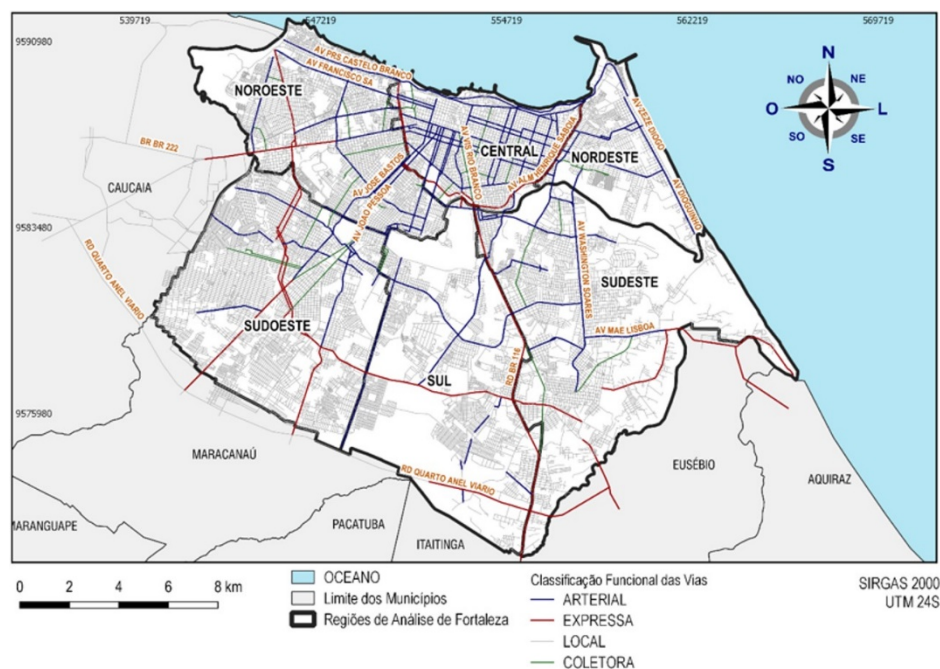 539719
547219
554719
562219
569719
9590980
9583480
9575980
N
NO
NE
O
L
SO
SE
S
AV PRS CASTELO BRANCO
AV FRANCISCO SA
NOROESTE
BR BR 222
CAUCAIA
AV JOSE BASTOS
AV JOAO PESSOA
AV VIS RIO BRANCO
CENTRAL
AV ALM HENRIQUE SABOIA
NORDESTE
AV ZEZE DIOGO
AV DIOGUINHO
RD QUARTO ANEL VIARIO
AV WASHINGTON SOARES
SUDESTE
SUDOESTE
AV MAE LISBOA
SUL
RD BR 116
MARACANAÚ
RD QUARTO ANEL VIARIO
EUSÉBIO
AQUIRAZ
MARANGUAPE
PACATUBA
ITAITINGA
0 2 4 6 8 km
OCEANO
Limite dos Municípios
Regiões de Análise de Fortaleza
Classificação Funcional das Vias
ARTERIAL
EXPRESSA
LOCAL
COLETORA
SIRGAS 2000
UTM 24S